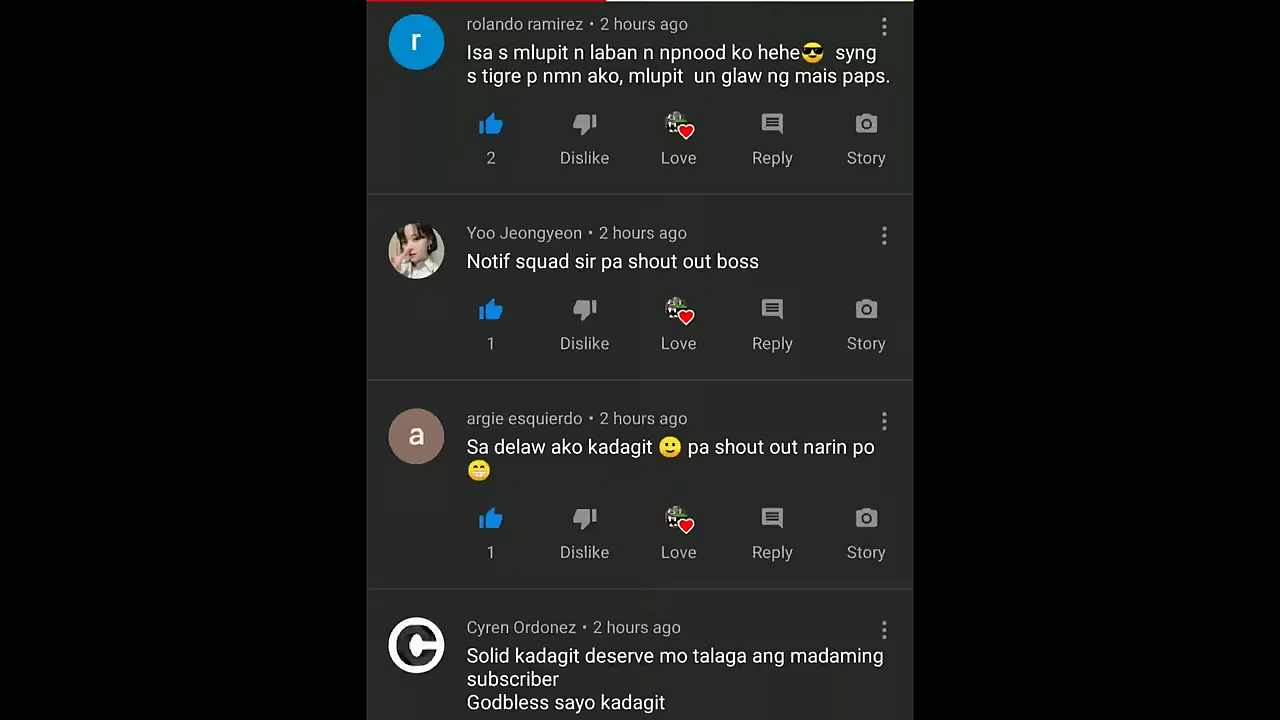 r
rolando ramirez • 2 hours ago
Isa s mlupit n laban n npnood ko hehe😎 syng
s tigre p nmn ako, mlupit un glaw ng mais paps.
2 Dislike Love Reply Story
Yoo Jeongyeon • 2 hours ago
Notif squad sir pa shout out boss
1 Dislike Love Reply Story
a
argie esquierdo • 2 hours ago
Sa delaw ako kadagit 🙂 pa shout out narin po
😁
1 Dislike Love Reply Story
C
Cyren Ordonez • 2 hours ago
Solid kadagit deserve mo talaga ang madaming
subscriber
Godbless sayo kadagit